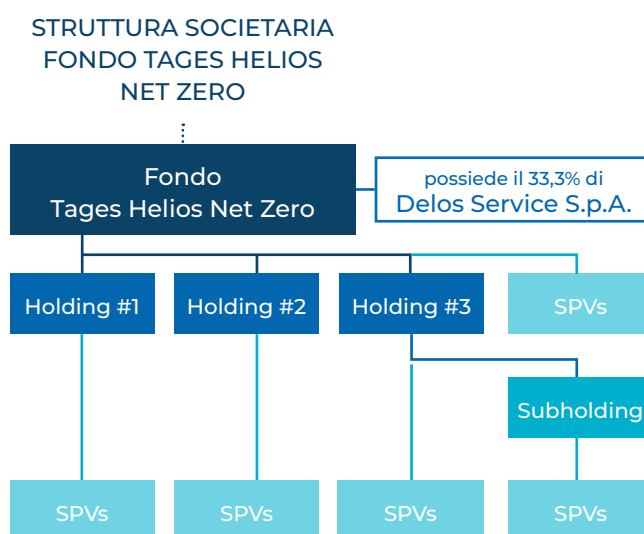 STRUTTURA SOCIETARIA
FONDO TAGES HELIOS
NET ZERO
Fondo
Tages Helios Net Zero
possiede il 33,3% di
Delos Service S.p.A.
Holding #1
Holding #2
Holding #3
SPVs
Subholding
SPVs
SPVs
SPVs
SPVs